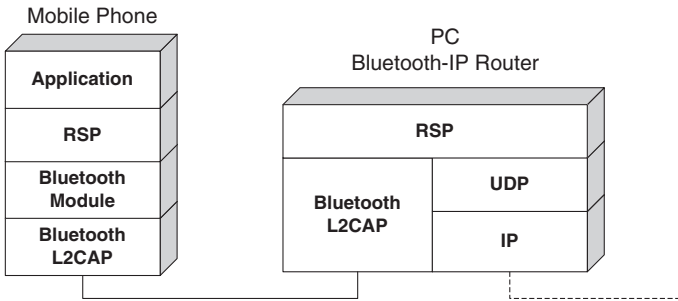 Mobile Phone
Application
RSP
Bluetooth
Module
Bluetooth
L2CAP
PC
Bluetooth-IP Router
RSP
Bluetooth
L2CAP
UDP
IP